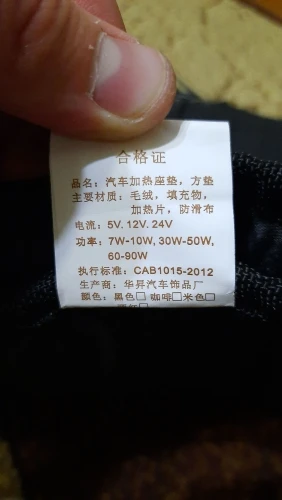 合格证
品名：汽车加热座垫，方垫
主要材质：毛绒，填充物，
加热片，防滑布
电流：5V. 12V. 24V
功率：7W-10W, 30W-50W,
60-90W
执行标准：CAB1015-2012
生产商：华昇汽车饰品厂
颜色：黑色□ 咖啡□ 米色□